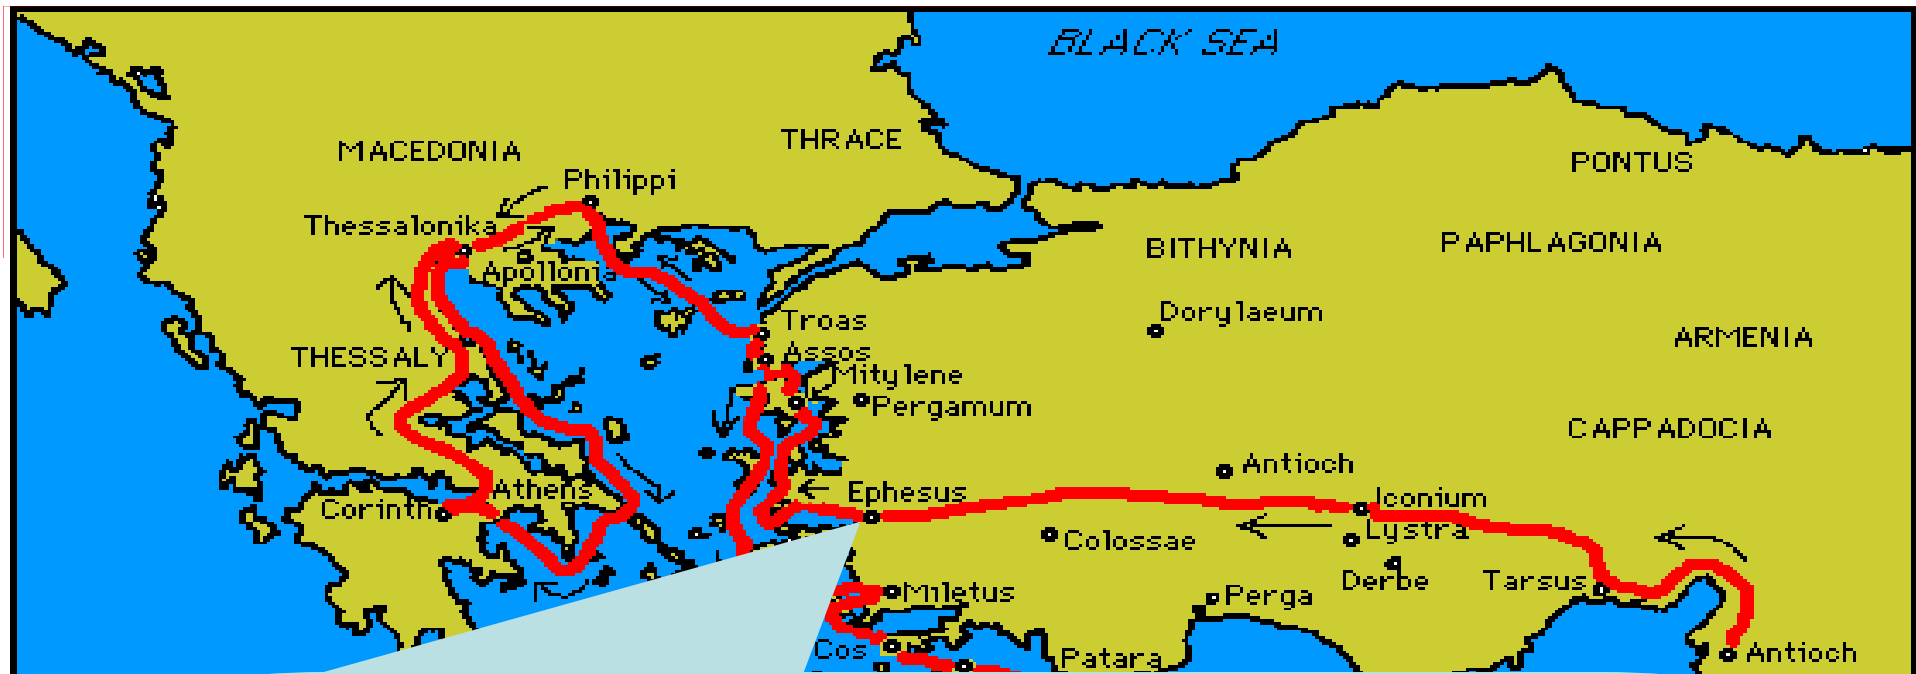 BLACK SEA
THRACE
MACEDONIA
PONTUS
Philippi
Thessalonika
PAPHLAGONIA
BITHYNIA
Apollonia
Dorylaeum
Troas
ARMENIA
Assos
THESSALY
Mitylene
Pergamum
CAPPADOCIA
Antioch
Athens
Ephesus
Iconium
Corinth
Lystra
Colossae
Derbe
Tarsus
Miletus
Perga
Cos
Antioch
Patara